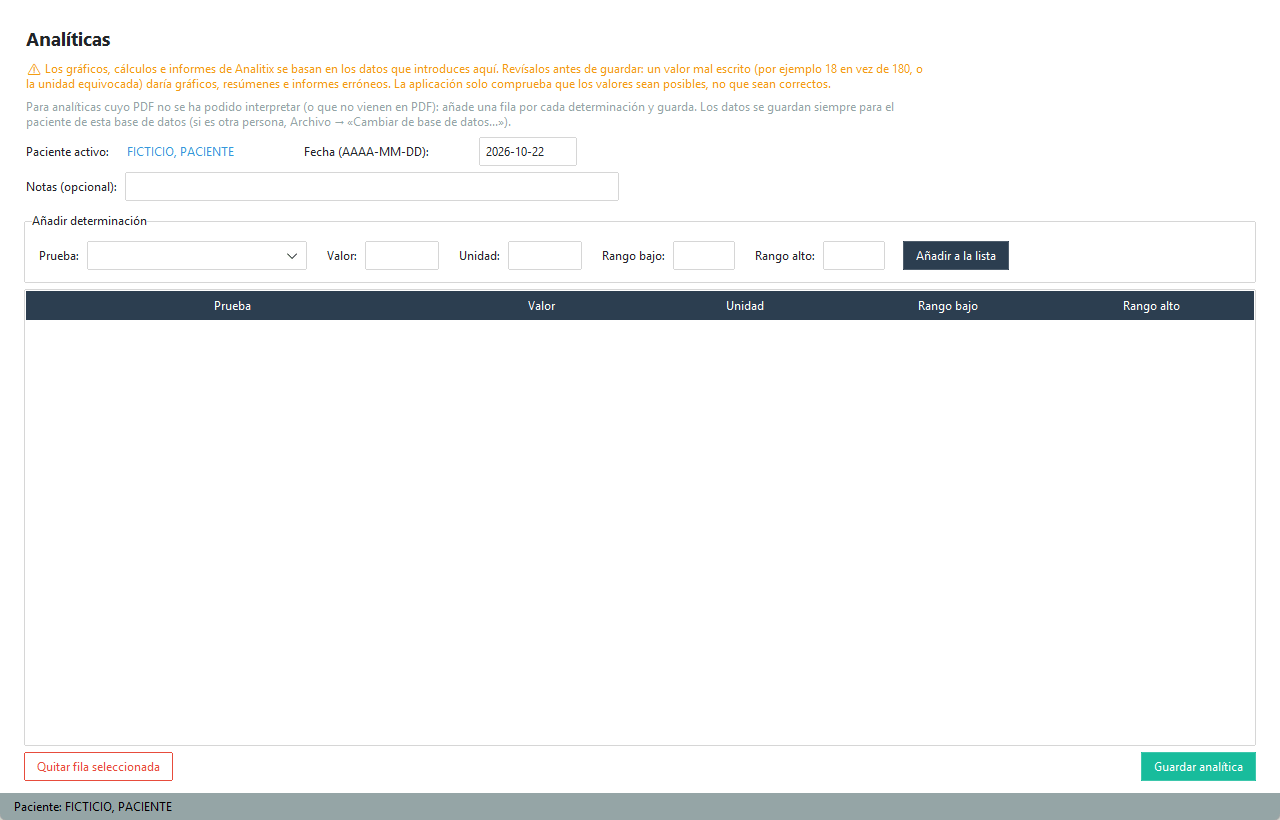 Analíticas
⚠ Los gráficos, cálculos e informes de Analitix se basan en los datos que introduces aquí. Revísalos antes de guardar: un valor mal escrito (por ejemplo 18 en vez de 180, o
la unidad equivocada) daría gráficos, resúmenes e informes erróneos. La aplicación solo comprueba que los valores sean posibles, no que sean correctos.
Para analíticas cuyo PDF no se ha podido interpretar (o que no vienen en PDF): añade una fila por cada determinación y guarda. Los datos se guardan siempre para el
paciente de esta base de datos (si es otra persona, Archivo → «Cambiar de base de datos...»).
Paciente activo: FICTICIO, PACIENTE Fecha (AAAA-MM-DD): 2026-10-22
Notas (opcional):
Añadir determinación
Prueba: Valor: Unidad: Rango bajo: Rango alto: Añadir a la lista
Prueba Valor Unidad Rango bajo Rango alto
Quitar fila seleccionada Guardar analítica
Paciente: FICTICIO, PACIENTE